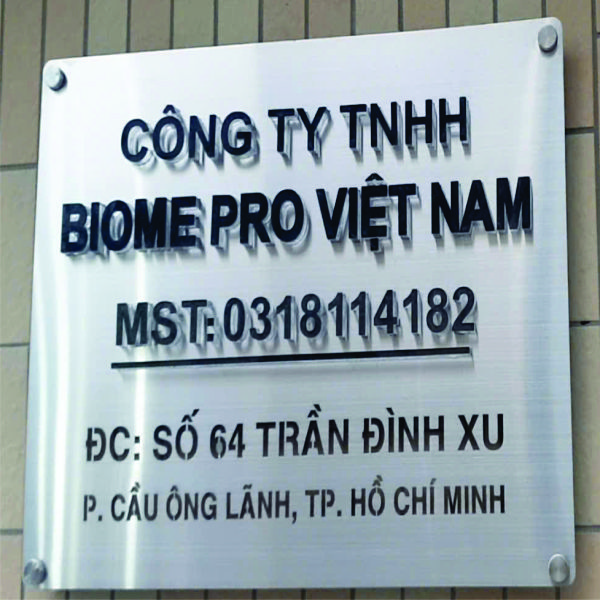 CÔNG TY TNHH
BIOME PRO VIỆT NAM
MST: 0318114182
ĐC: SỐ 64 TRẦN ĐÌNH XU
P. CẦU ÔNG LÃNH, TP. HỒ CHÍ MINH